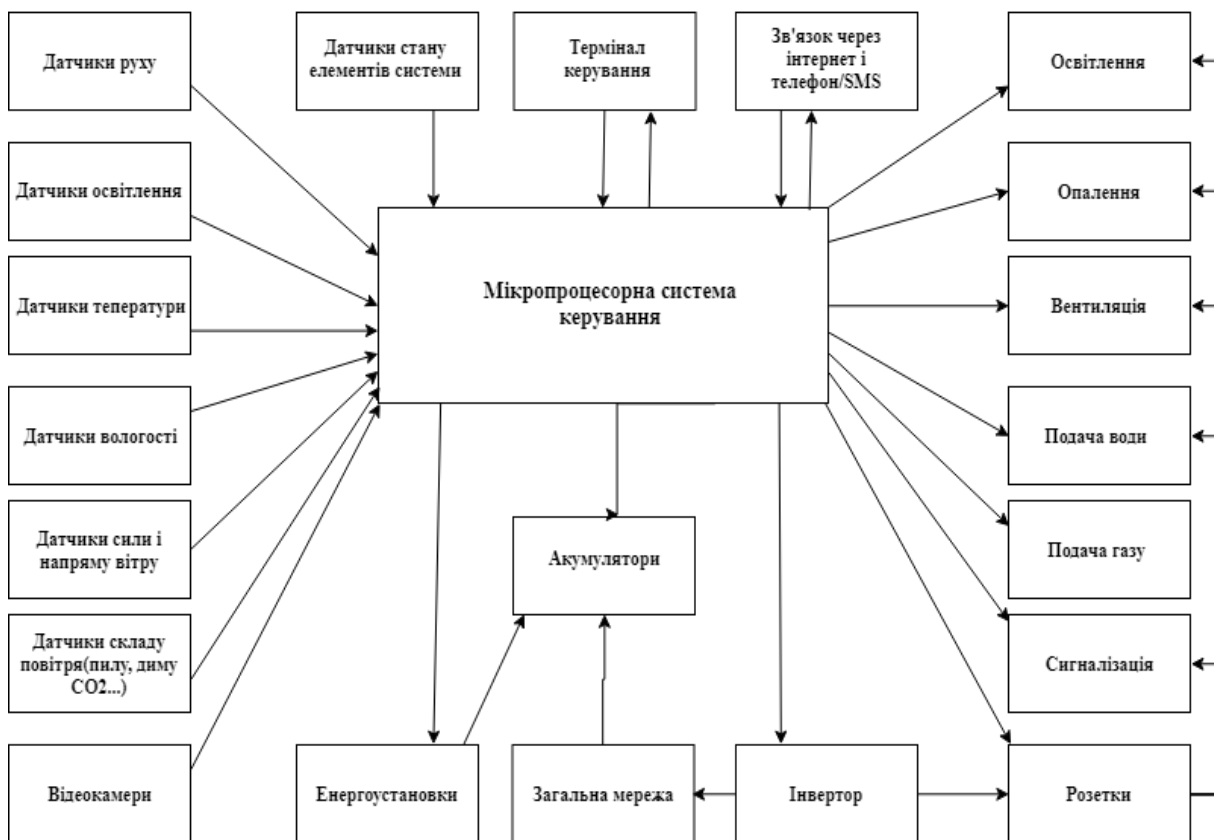 Датчики руху
Датчики стану
елементів системи
Термінал
керування
Зв'язок через
інтернет і
телефон/SMS
Освітлення
Датчики освітлення
Опалення
Датчики теператури
Мікропроцесорна система
керування
Вентиляція
Датчики вологості
Подача води
Датчики сили і
напряму вітру
Акумулятори
Подача газу
Датчики складу
повітря(пилу, диму
СО2...)
Сигналізація
Відеокамери
Енергоустановки
Загальна мережа
Інвертор
Розетки